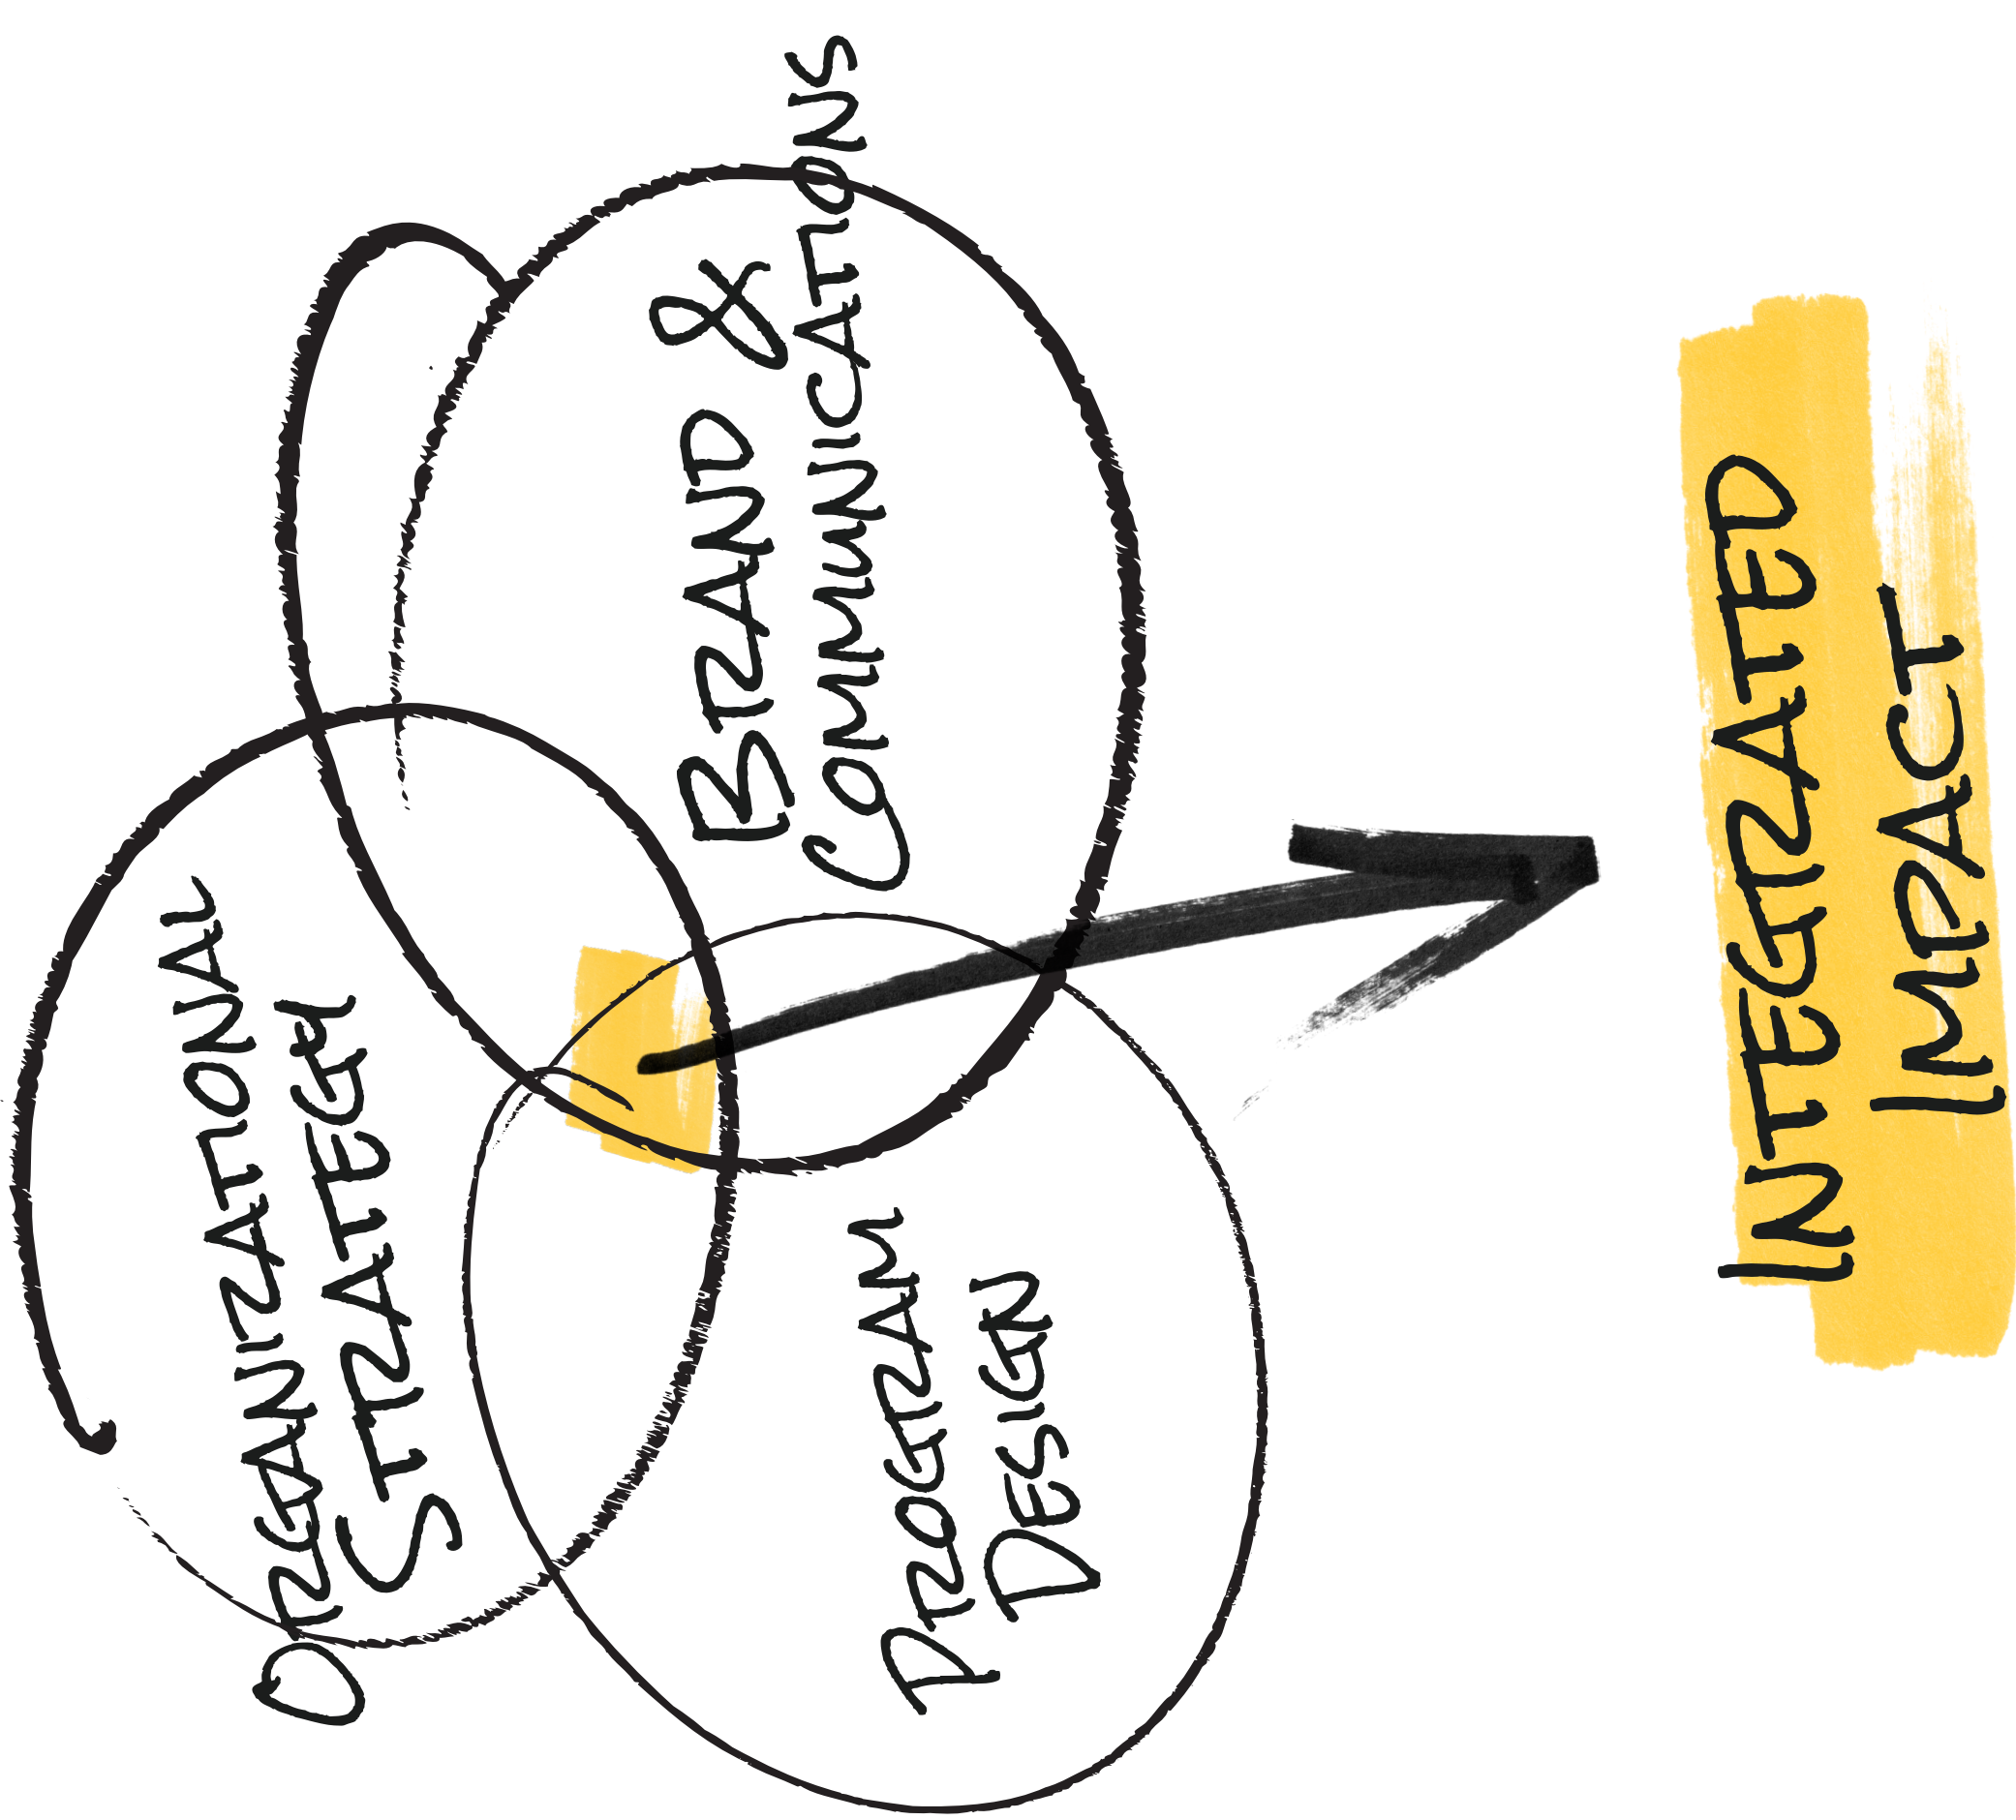 ORGANIZATIONAL
STRATEGY
BRAND &
COMMUNICATIONS
PROGRAM
DESIGN
INTEGRATED
IMPACT